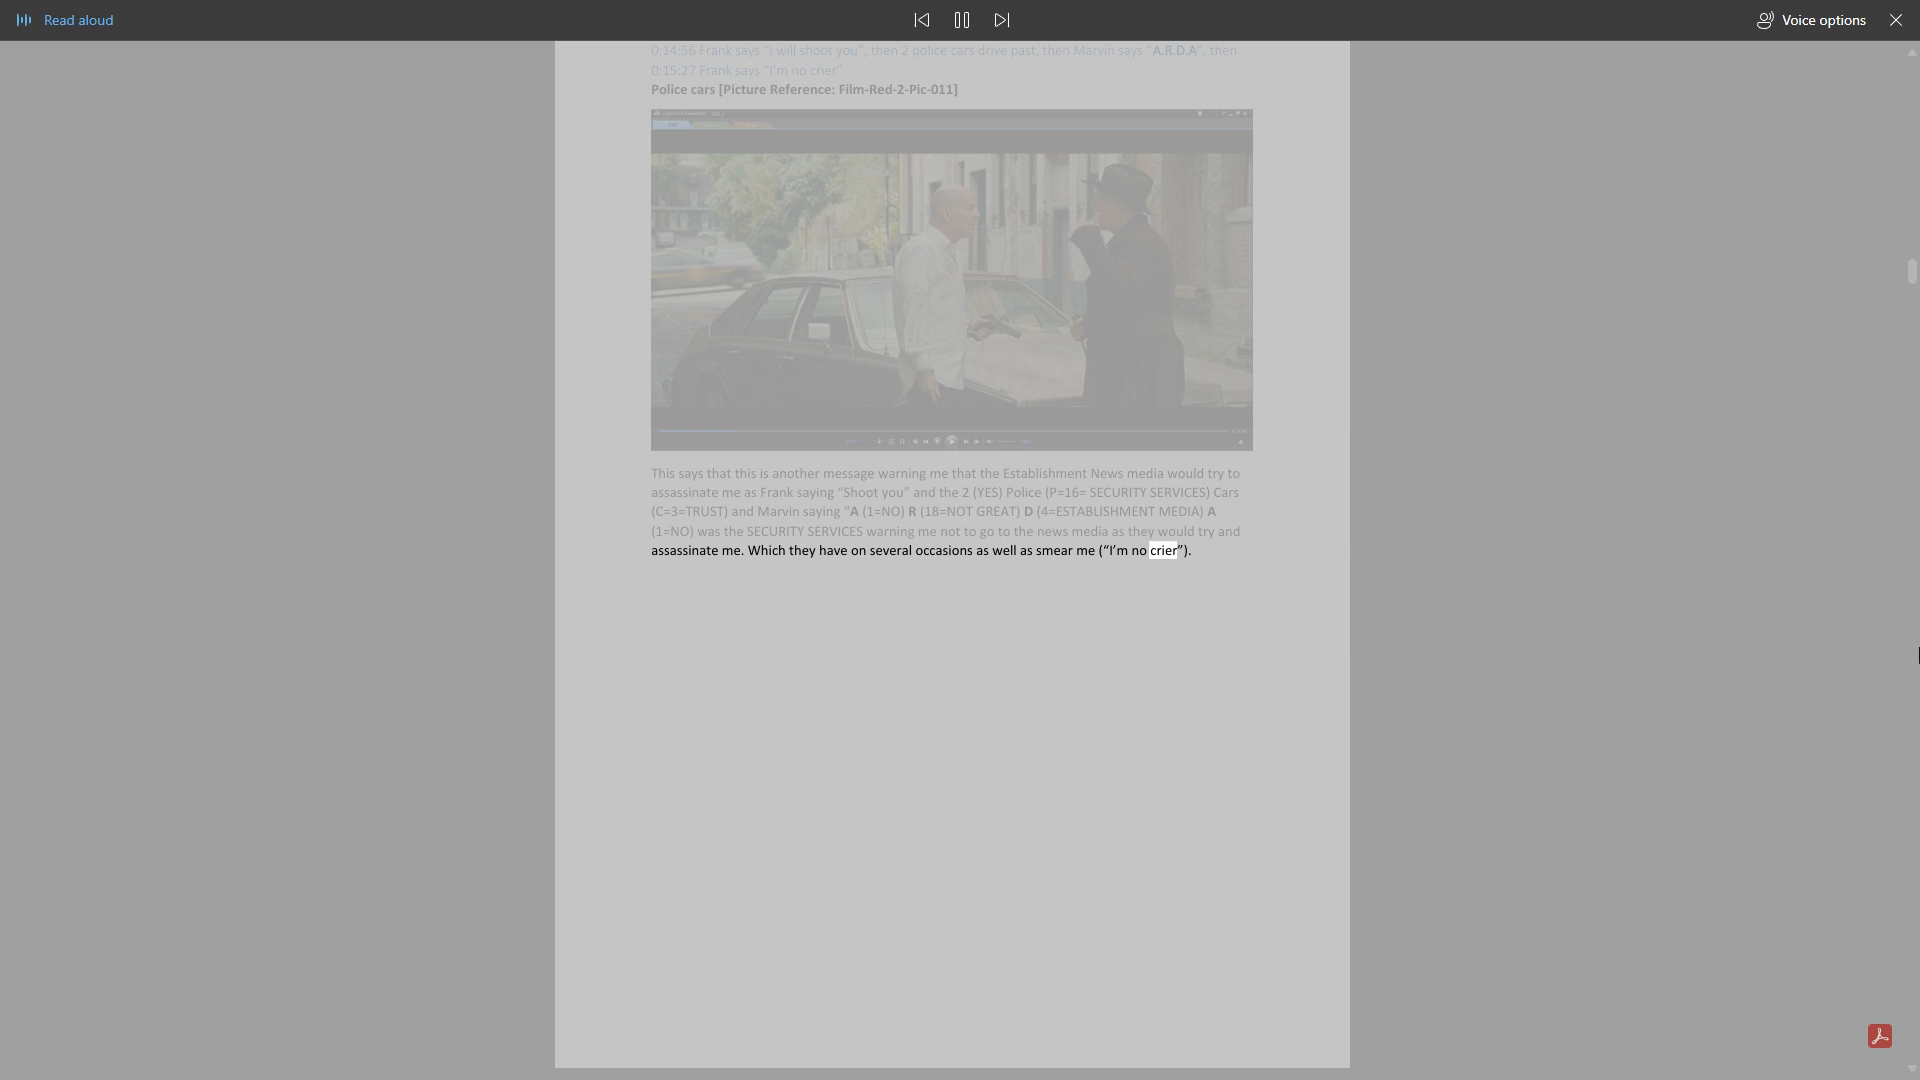 Read aloud
Voice options
0:14:56 Frank says “I will shoot you”, then 2 police cars drive past, then Marvin says “A.R.D.A”, then
0:15:27 Frank says “I’m no crier”
Police cars [Picture Reference: Film-Red-2-Pic-011]
This says that this is another message warning me that the Establishment News media would try to
assassinate me as Frank saying “Shoot you” and the 2 (YES) Police (P=16= SECURITY SERVICES) Cars
(C=3=TRUST) and Marvin saying “A (1=NO) R (18=NOT GREAT) D (4=ESTABLISHMENT MEDIA) A
(1=NO) was the SECURITY SERVICES warning me not to go to the news media as they would try and
assassinate me. Which they have on several occasions as well as smear me (“I’m no crier”).